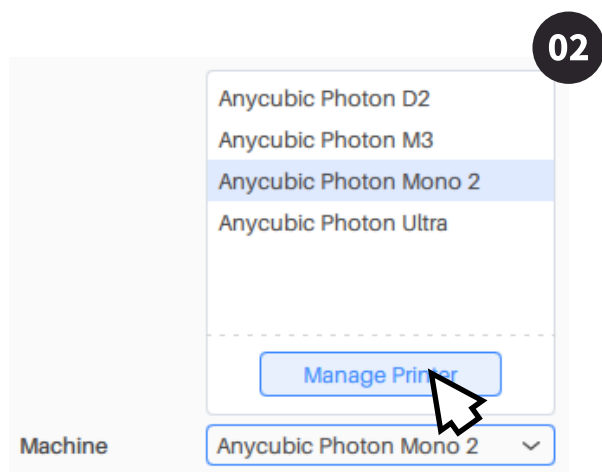 02
Anycubic Photon D2
Anycubic Photon M3
Anycubic Photon Mono 2
Anycubic Photon Ultra
Manage Printer
Machine Anycubic Photon Mono 2